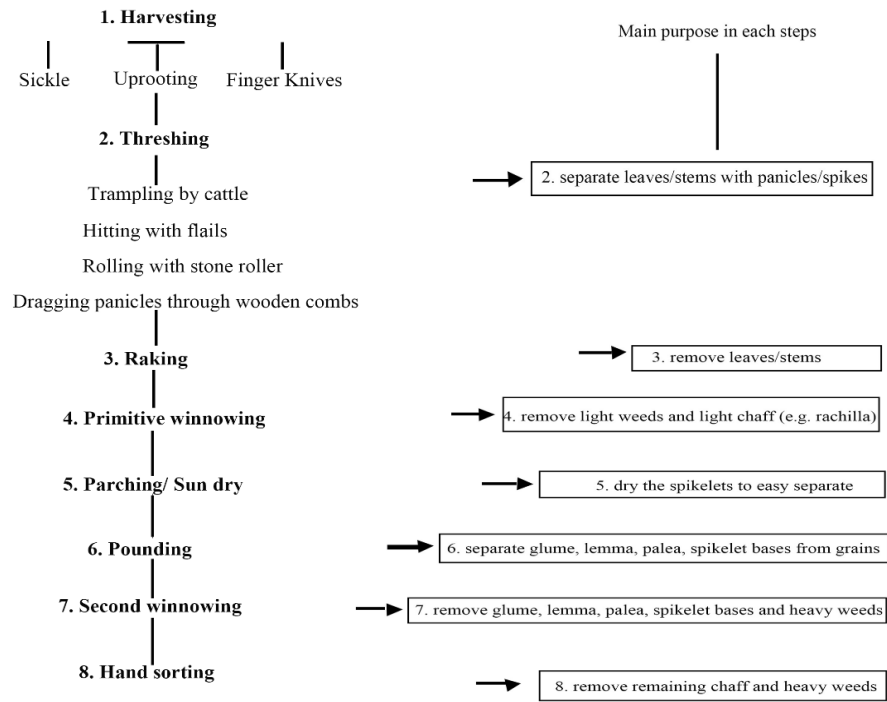 1. Harvesting
Main purpose in each steps
Sickle
Uprooting
Finger Knives
2. Threshing
2. separate leaves/stems with panicles/spikes
Trampling by cattle
Hitting with flails
Rolling with stone roller
Dragging panicles through wooden combs
3. Raking
3. remove leaves/stems
4. Primitive winnowing
4. remove light weeds and light chaff (e.g. rachilla)
5. Parching/ Sun dry
5. dry the spikelets to easy separate
6. Pounding
6. separate glume, lemma, palea, spikelet bases from grains
7. Second winnowing
7. remove glume, lemma, palea, spikelet bases and heavy weeds
8. Hand sorting
8. remove remaining chaff and heavy weeds